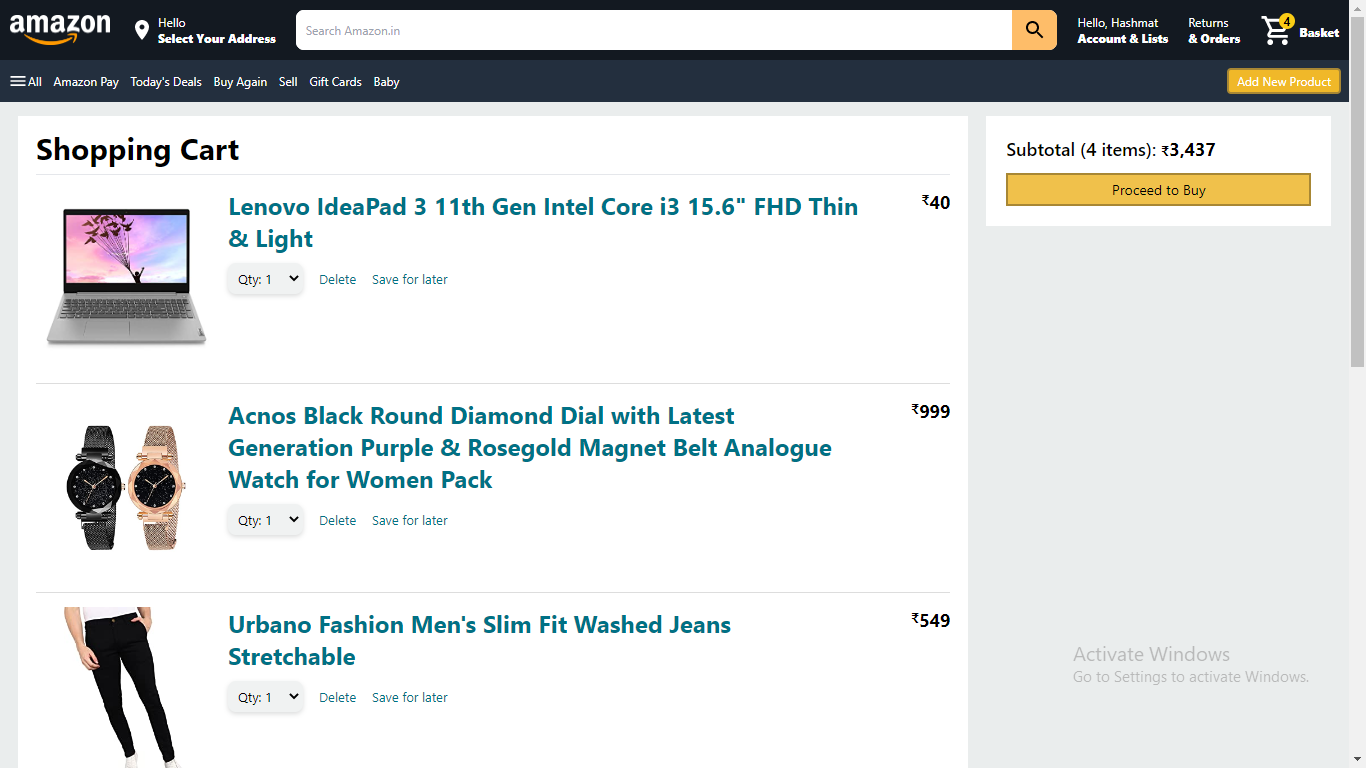 amazon
Hello
Select Your Address
Search Amazon.in
Hello, Hashmat
Account & Lists
Returns
& Orders
4
Basket
All
Amazon Pay
Today's Deals
Buy Again
Sell
Gift Cards
Baby
Add New Product
Shopping Cart
Lenovo IdeaPad 3 11th Gen Intel Core i3 15.6" FHD Thin
& Light
₹40
Qty: 1
Delete
Save for later
Acnos Black Round Diamond Dial with Latest
Generation Purple & Rosegold Magnet Belt Analogue
Watch for Women Pack
₹999
Qty: 1
Delete
Save for later
Urbano Fashion Men's Slim Fit Washed Jeans
Stretchable
₹549
Qty: 1
Delete
Save for later
Subtotal (4 items): ₹3,437
Proceed to Buy
Activate Windows
Go to Settings to activate Windows.